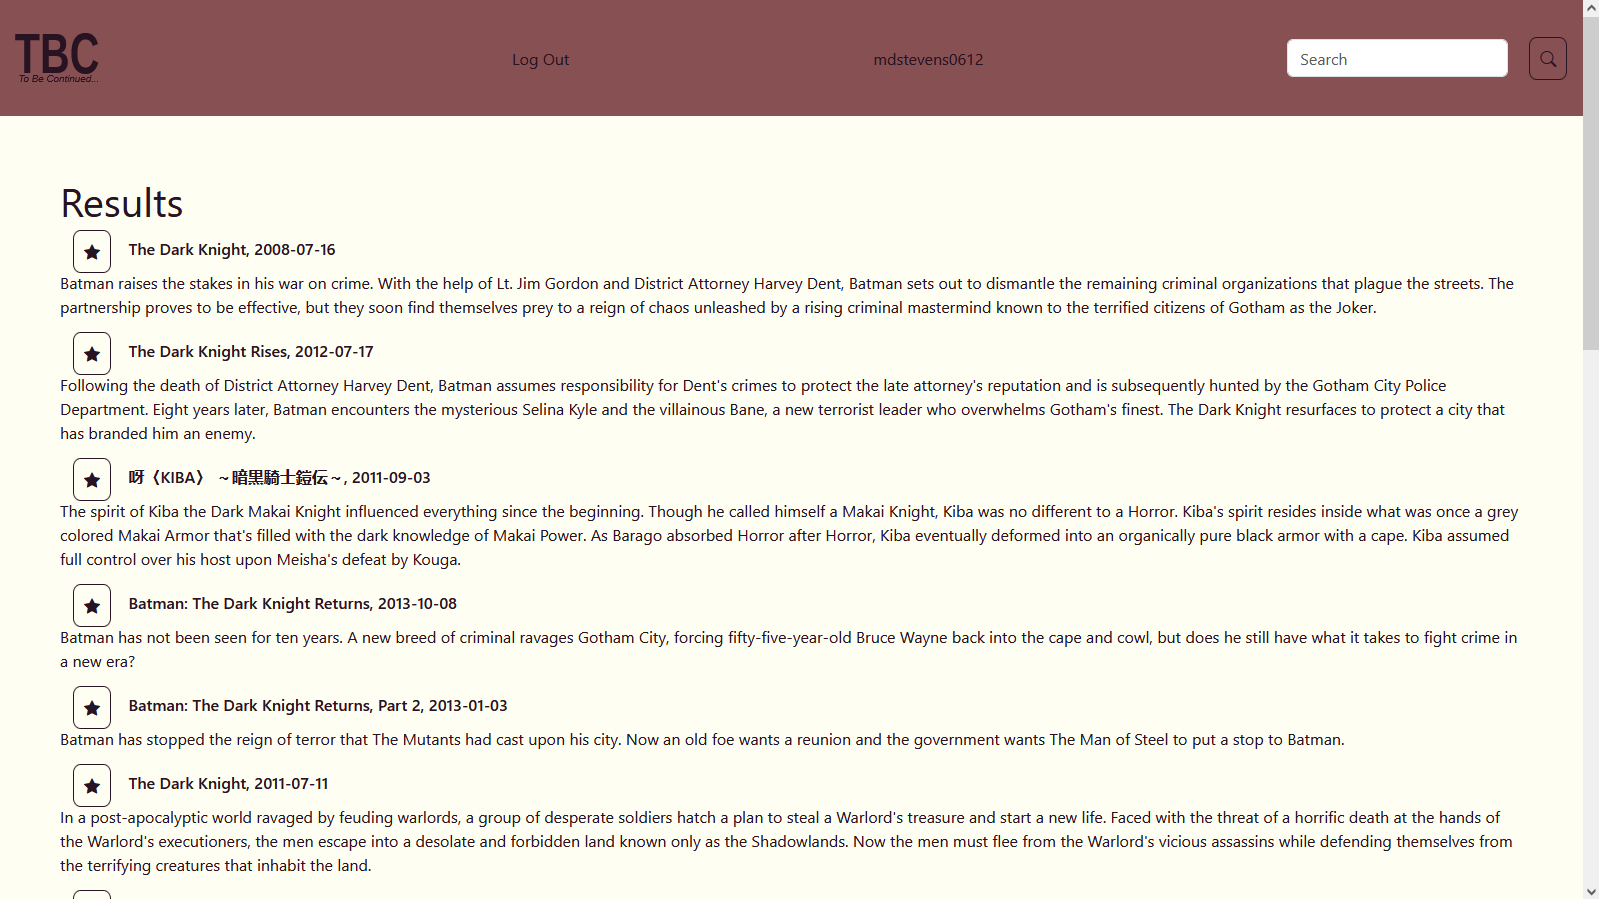 TBC
To Be Continued...
Log Out
mdstevens0612
Search
Results
The Dark Knight, 2008-07-16
Batman raises the stakes in his war on crime. With the help of Lt. Jim Gordon and District Attorney Harvey Dent, Batman sets out to dismantle the remaining criminal organizations that plague the streets. The
partnership proves to be effective, but they soon find themselves prey to a reign of chaos unleashed by a rising criminal mastermind known to the terrified citizens of Gotham as the Joker.
The Dark Knight Rises, 2012-07-17
Following the death of District Attorney Harvey Dent, Batman assumes responsibility for Dent's crimes to protect the late attorney's reputation and is subsequently hunted by the Gotham City Police
Department. Eight years later, Batman encounters the mysterious Selina Kyle and the villainous Bane, a new terrorist leader who overwhelms Gotham's finest. The Dark Knight resurfaces to protect a city that
has branded him an enemy.
呀〈KIBA〉 ～暗黒騎士鎧伝～, 2011-09-03
The spirit of Kiba the Dark Makai Knight influenced everything since the beginning. Though he called himself a Makai Knight, Kiba was no different to a Horror. Kiba's spirit resides inside what was once a grey
colored Makai Armor that's filled with the dark knowledge of Makai Power. As Barago absorbed Horror after Horror, Kiba eventually deformed into an organically pure black armor with a cape. Kiba assumed
full control over his host upon Meisha's defeat by Kouga.
Batman: The Dark Knight Returns, 2013-10-08
Batman has not been seen for ten years. A new breed of criminal ravages Gotham City, forcing fifty-five-year-old Bruce Wayne back into the cape and cowl, but does he still have what it takes to fight crime in
a new era?
Batman: The Dark Knight Returns, Part 2, 2013-01-03
Batman has stopped the reign of terror that The Mutants had cast upon his city. Now an old foe wants a reunion and the government wants The Man of Steel to put a stop to Batman.
The Dark Knight, 2011-07-11
In a post-apocalyptic world ravaged by feuding warlords, a group of desperate soldiers hatch a plan to steal a Warlord's treasure and start a new life. Faced with the threat of a horrific death at the hands of
the Warlord's executioners, the men escape into a desolate and forbidden land known only as the Shadowlands. Now the men must flee from the Warlord's vicious assassins while defending themselves from
the terrifying creatures that inhabit the land.